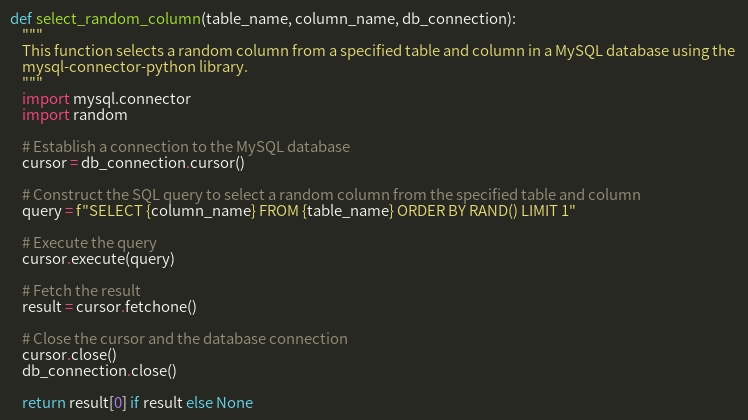 def select_random_column(table_name, column_name, db_connection):
    """
    This function selects a random column from a specified table and column in a MySQL database using the
    mysql-connector-python library.
    """
    import mysql.connector
    import random

    # Establish a connection to the MySQL database
    cursor = db_connection.cursor()

    # Construct the SQL query to select a random column from the specified table and column
    query = f"SELECT {column_name} FROM {table_name} ORDER BY RAND() LIMIT 1"

    # Execute the query
    cursor.execute(query)

    # Fetch the result
    result = cursor.fetchone()

    # Close the cursor and the database connection
    cursor.close()
    db_connection.close()

    return result[0] if result else None